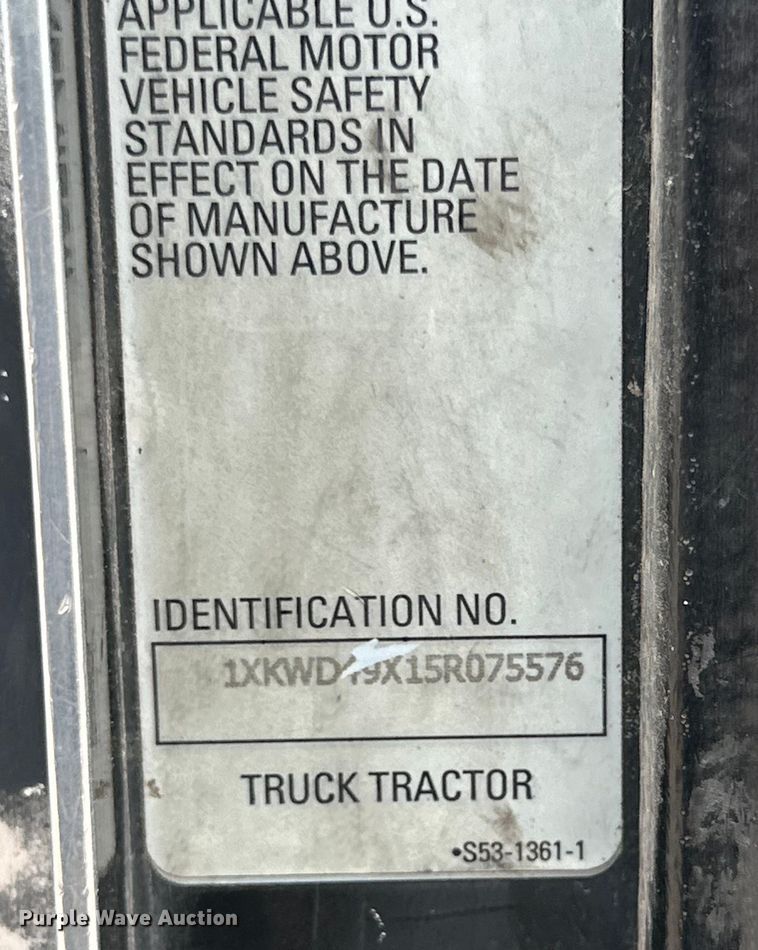 APPLICABLE U.S.
FEDERAL MOTOR
VEHICLE SAFETY
STANDARDS IN
EFFECT ON THE DATE
OF MANUFACTURE
SHOWN ABOVE.
IDENTIFICATION NO.
1XKWD49X15R075576
TRUCK TRACTOR
•S53-1361-1
Purple Wave Auction